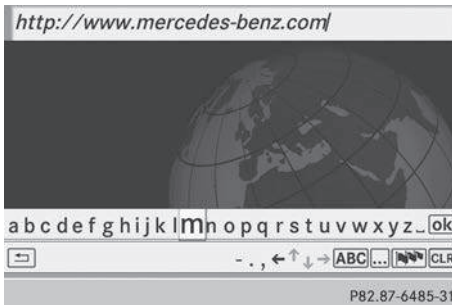 http://www.mercedes-benz.com
a b c d e f g h i j k l m n o p q r s t u v w x y z _ ok
- . , ← ↑ ↓ → ABC ... CLR
P82.87-6485-31